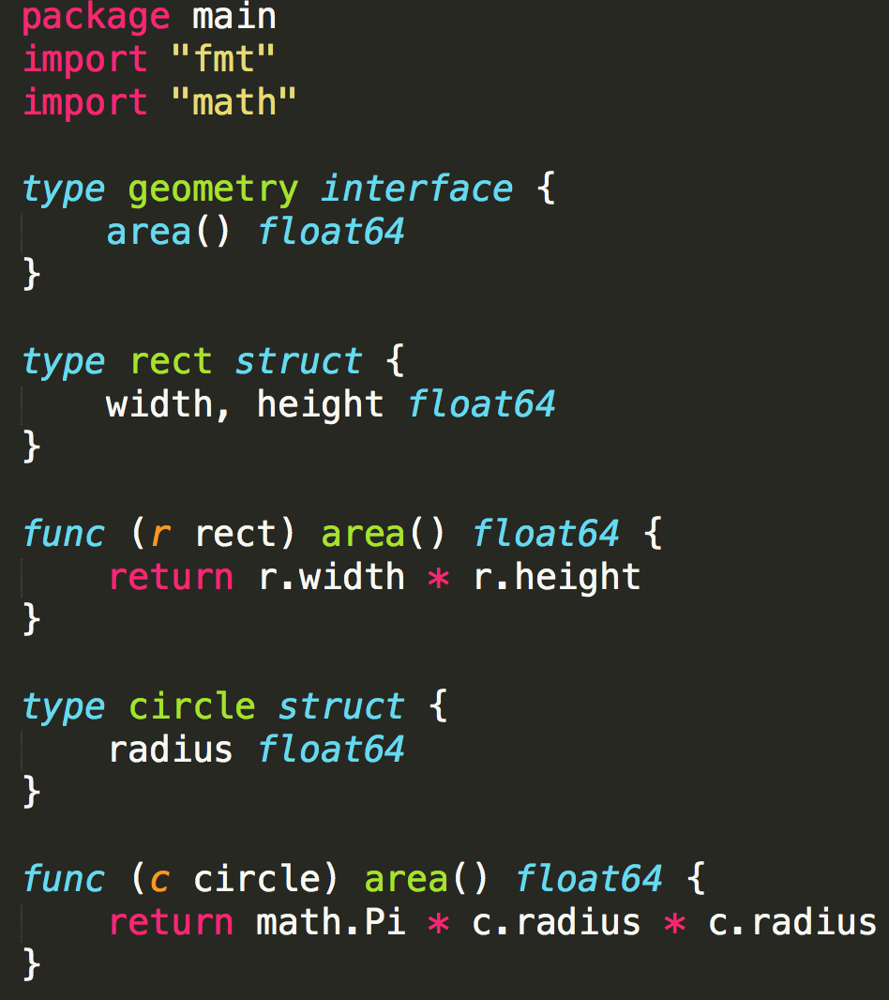 package main
import "fmt"
import "math"

type geometry interface {
    area() float64
}

type rect struct {
    width, height float64
}

func (r rect) area() float64 {
    return r.width * r.height
}

type circle struct {
    radius float64
}

func (c circle) area() float64 {
    return math.Pi * c.radius * c.radius
}